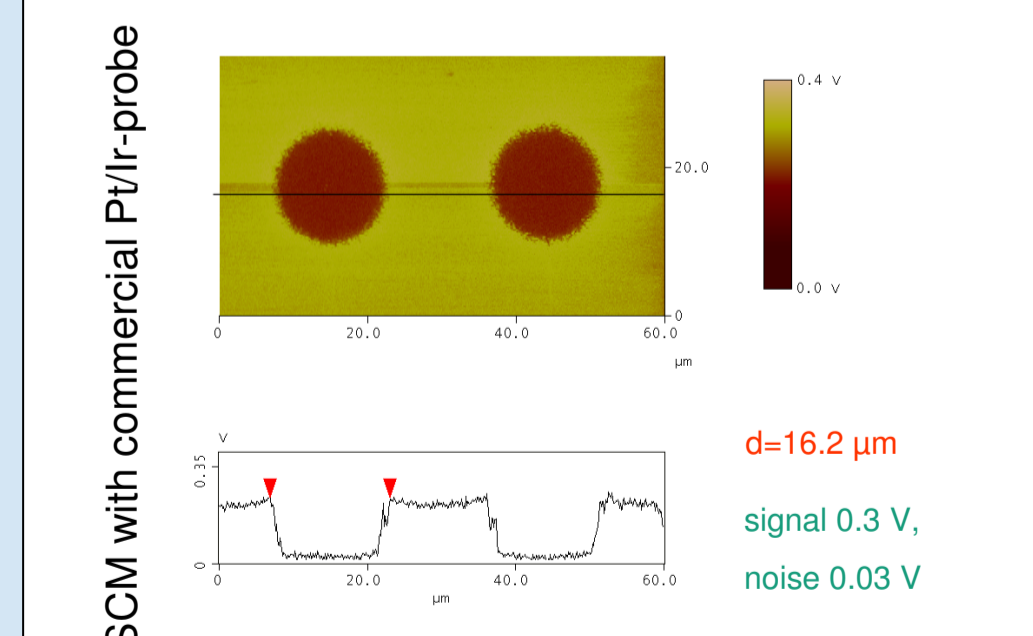 SCM with commercial Pt/Ir-probe
0.4 V
0.0 V
20.0
0
0
20.0
40.0
60.0
µm
V
0.35
0
0
20.0
40.0
60.0
µm
d=16.2 µm
signal 0.3 V,
noise 0.03 V